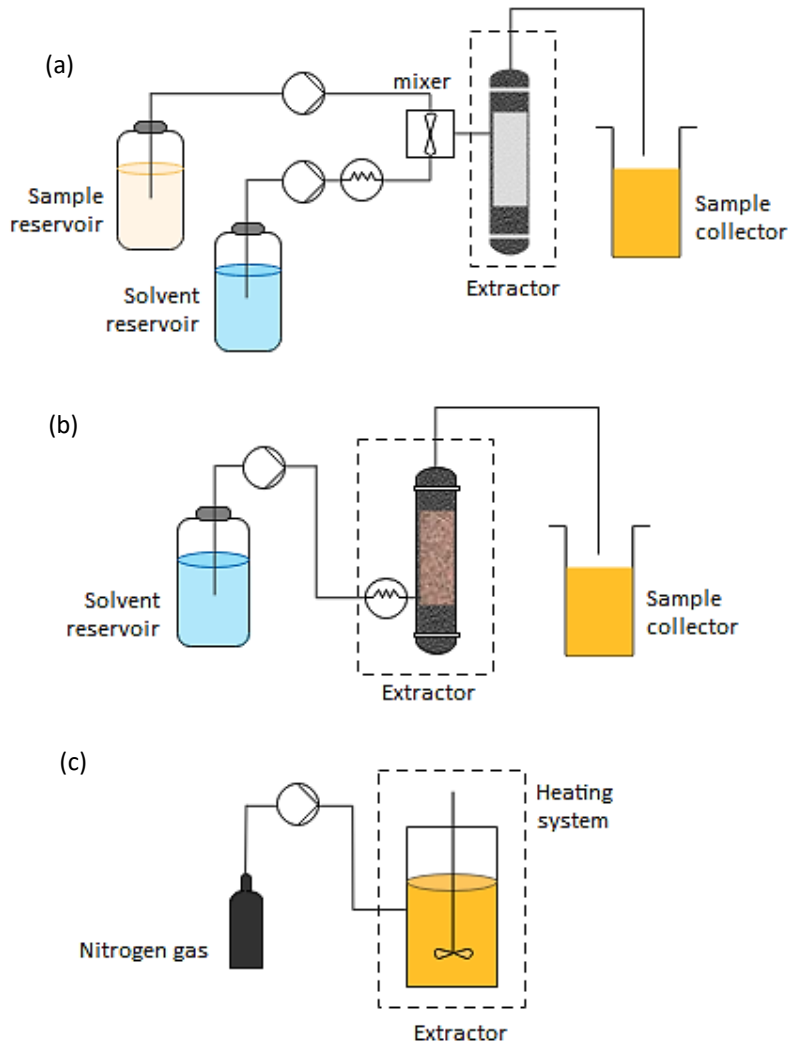 (a)
mixer
Sample
reservoir
Sample
collector
Extractor
Solvent
reservoir
(b)
Solvent
reservoir
Sample
collector
Extractor
(c)
Heating
system
Nitrogen gas
Extractor